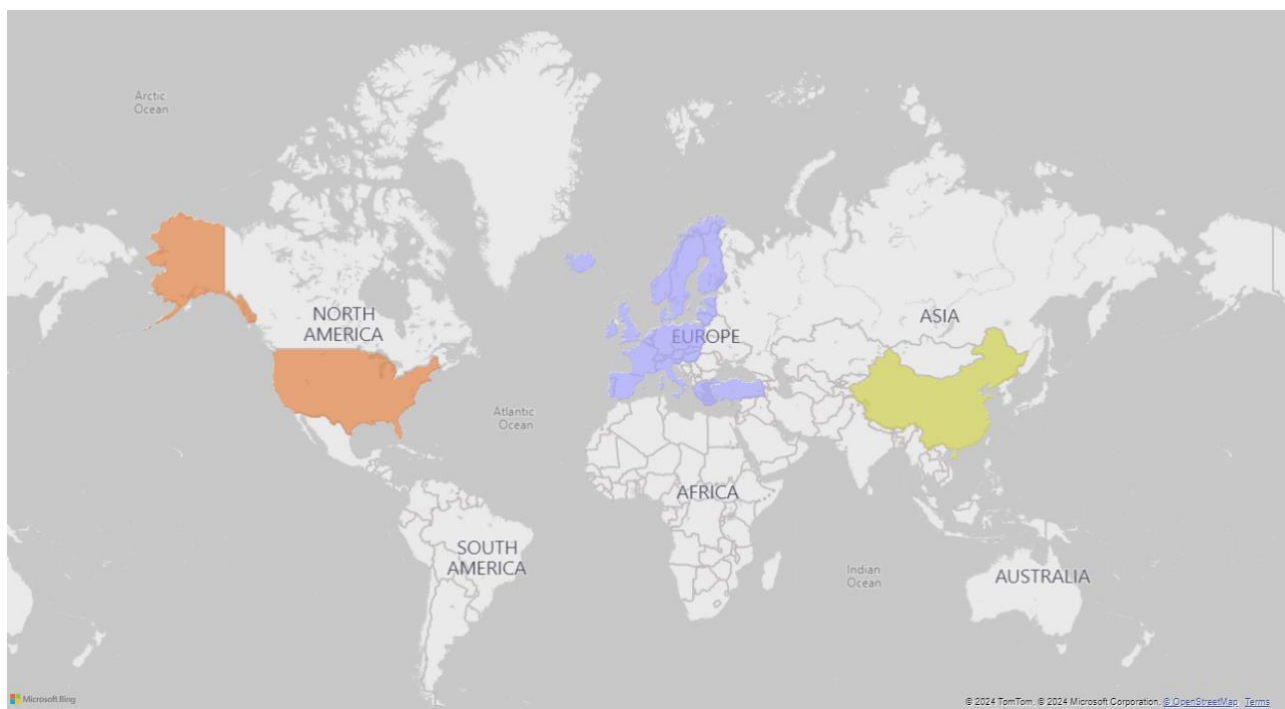 Arctic
Ocean
NORTH
AMERICA
EUROPE
ASIA
Atlantic
Ocean
AFRICA
SOUTH
AMERICA
Indian
Ocean
AUSTRALIA
Microsoft Bing
© 2024 TomTom, © 2024 Microsoft Corporation, © OpenStreetMap Terms